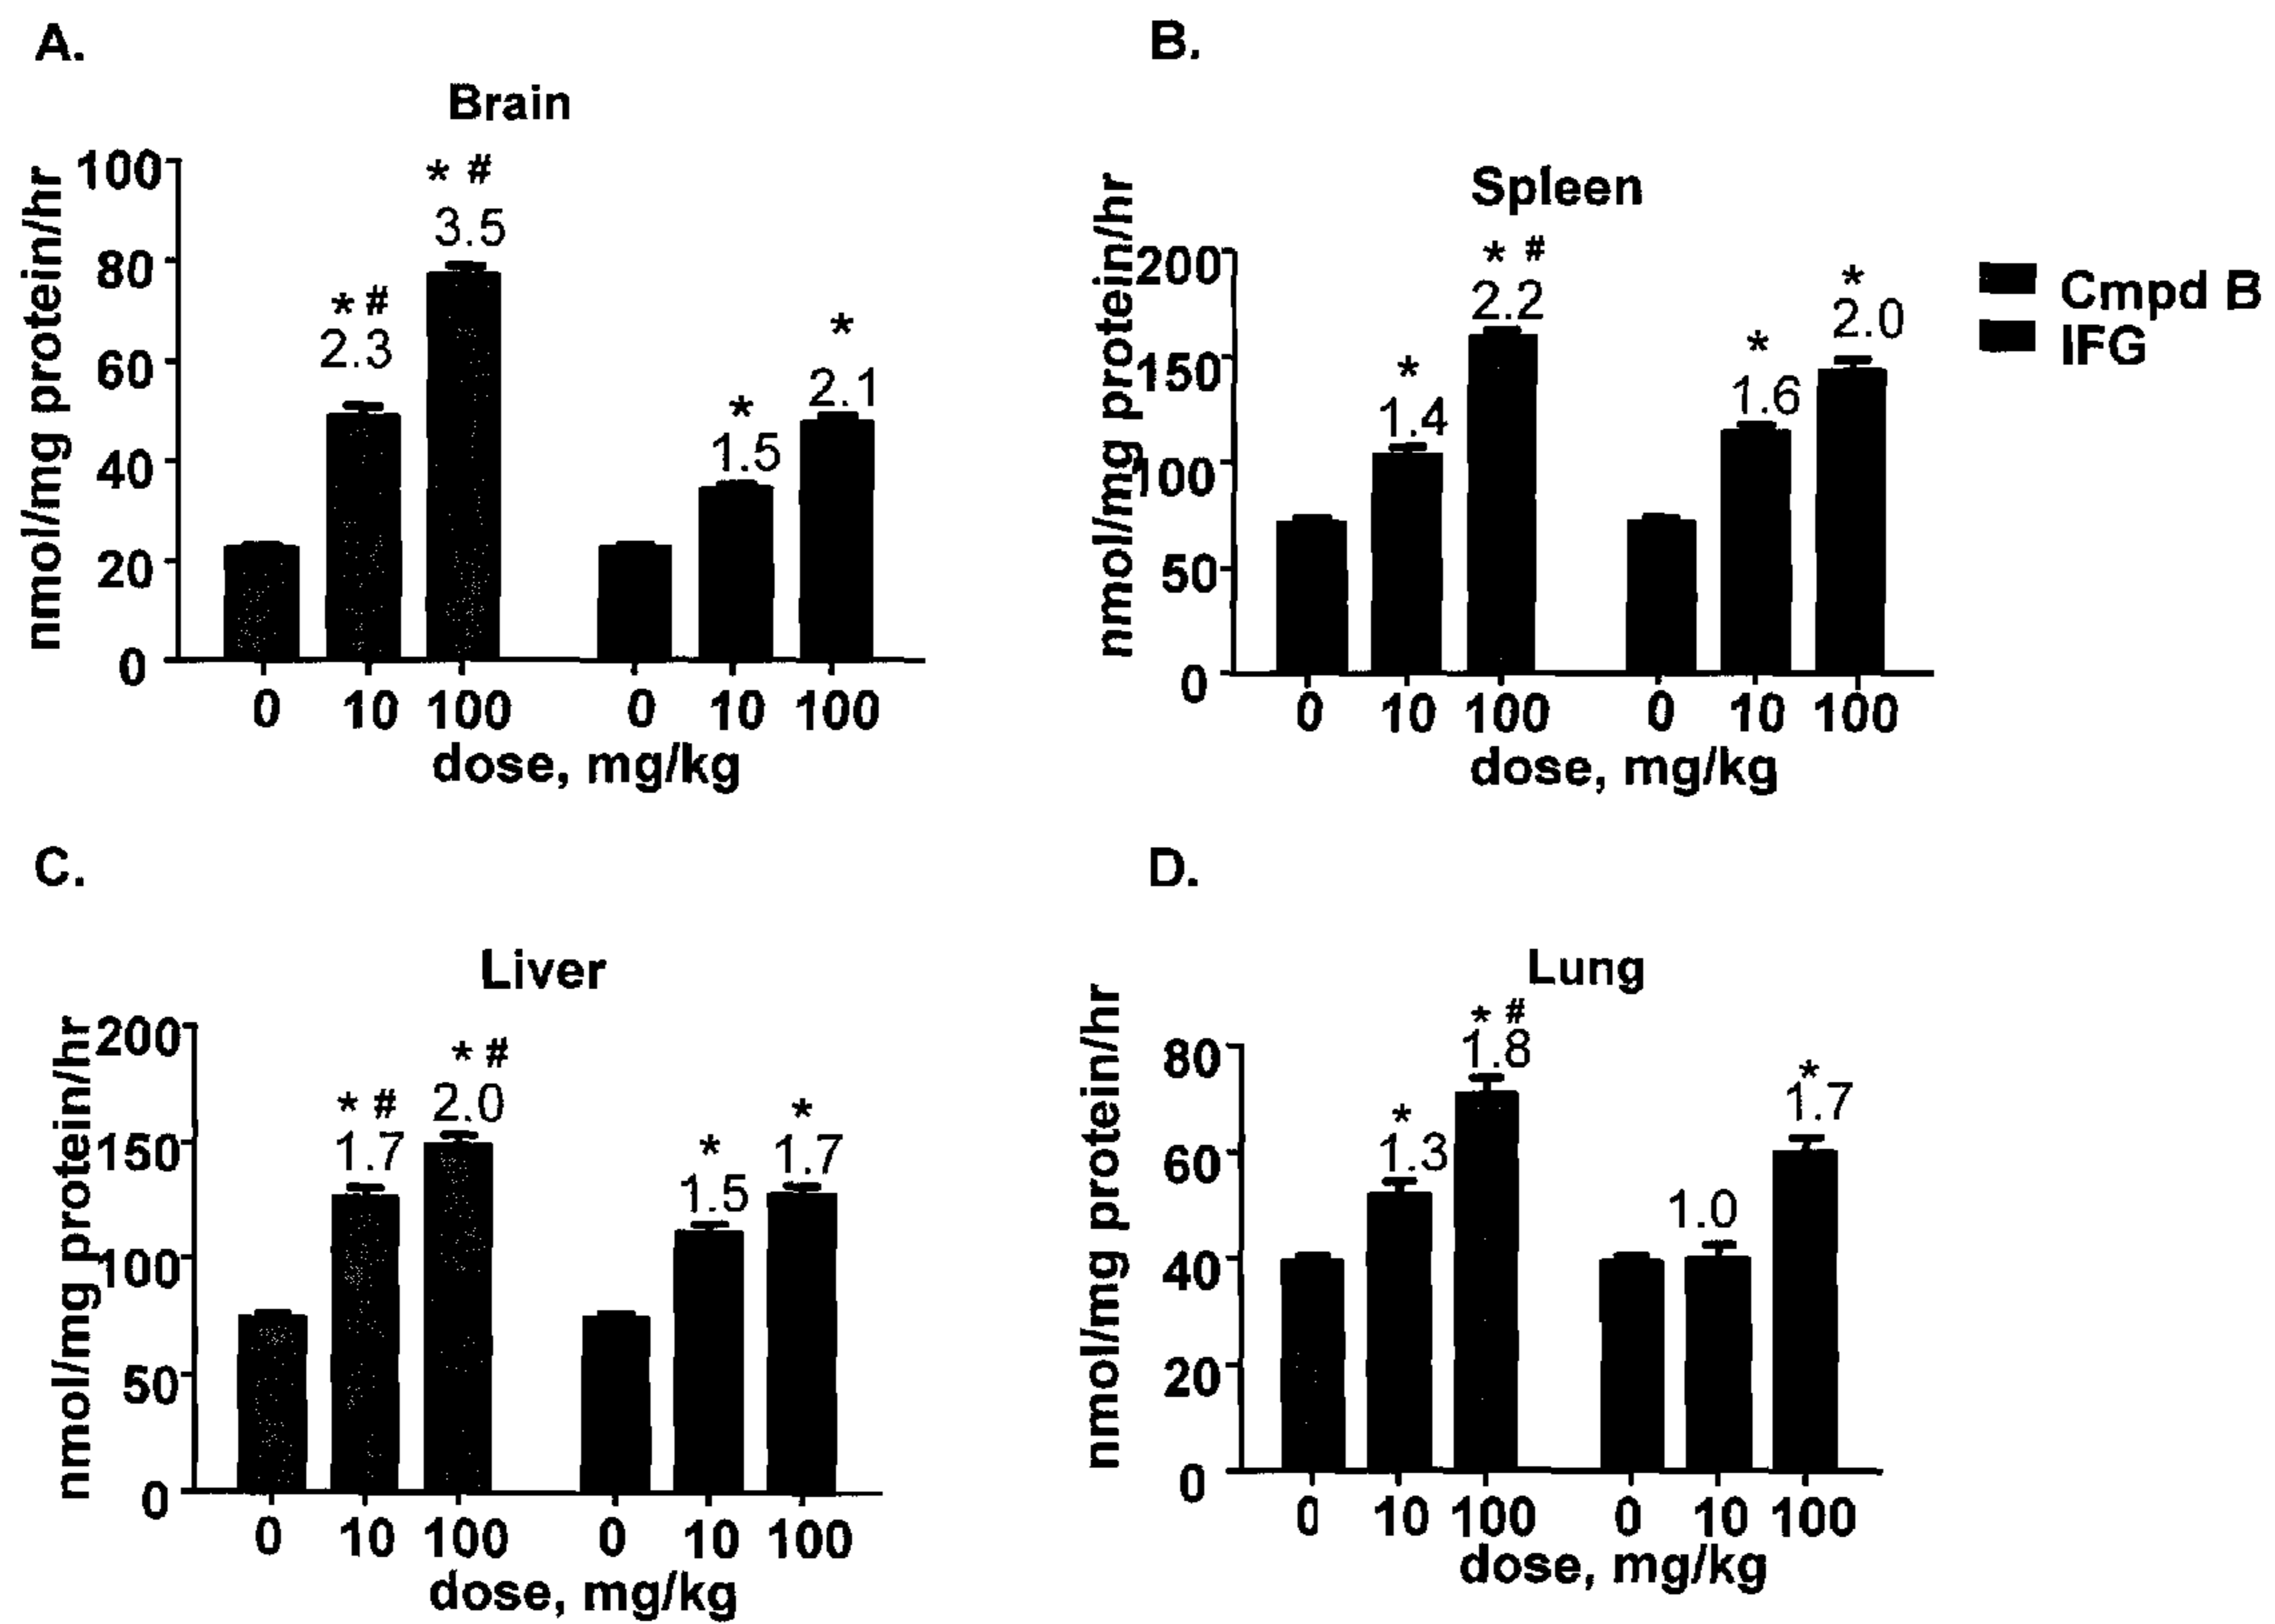 A.
Brain
nmol/mg protein/hr
100
80
60
40
20
0
* #
2.3
* #
3.5
*
1.5
*
2.1
0 10 100 0 10 100
dose, mg/kg
B.
Spleen
nmol/mg protein/hr
200
150
100
50
0
*
1.4
* #
2.2
*
1.6
*
2.0
0 10 100 0 10 100
dose, mg/kg
Cmpd B
IFG
C.
Liver
nmol/mg protein/hr
200
150
100
50
0
* #
1.7
* #
2.0
*
1.5
*
1.7
0 10 100 0 10 100
dose, mg/kg
D.
Lung
nmol/mg protein/hr
80
60
40
20
0
*
1.3
* #
1.8
1.0
*
1.7
0 10 100 0 10 100
dose, mg/kg